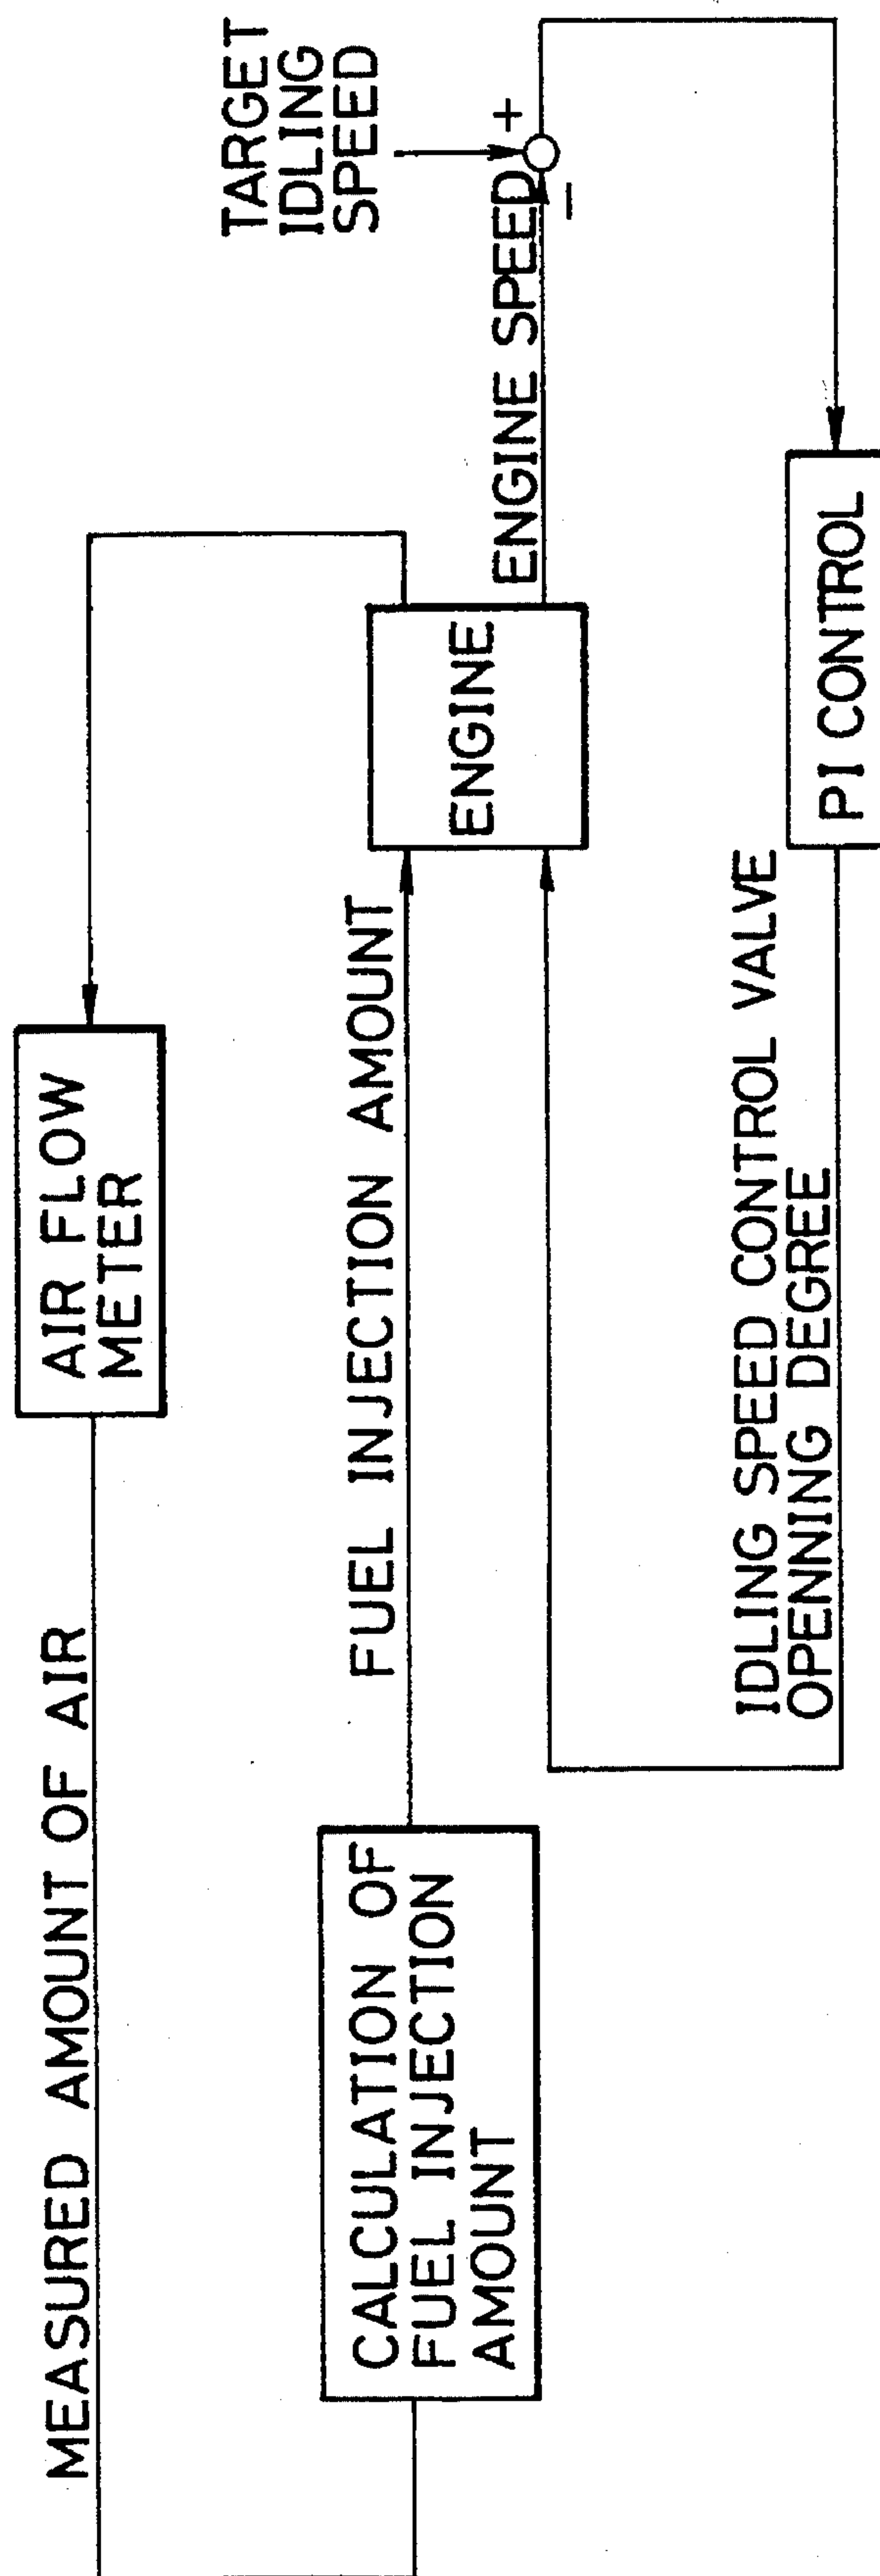 MEASURED AMOUNT OF AIR
AIR FLOW
METER
TARGET
IDLING
SPEED
+
−
CALCULATION OF
FUEL INJECTION
AMOUNT
FUEL INJECTION AMOUNT
ENGINE
ENGINE SPEED
IDLING SPEED CONTROL VALVE
OPENNING DEGREE
PI CONTROL